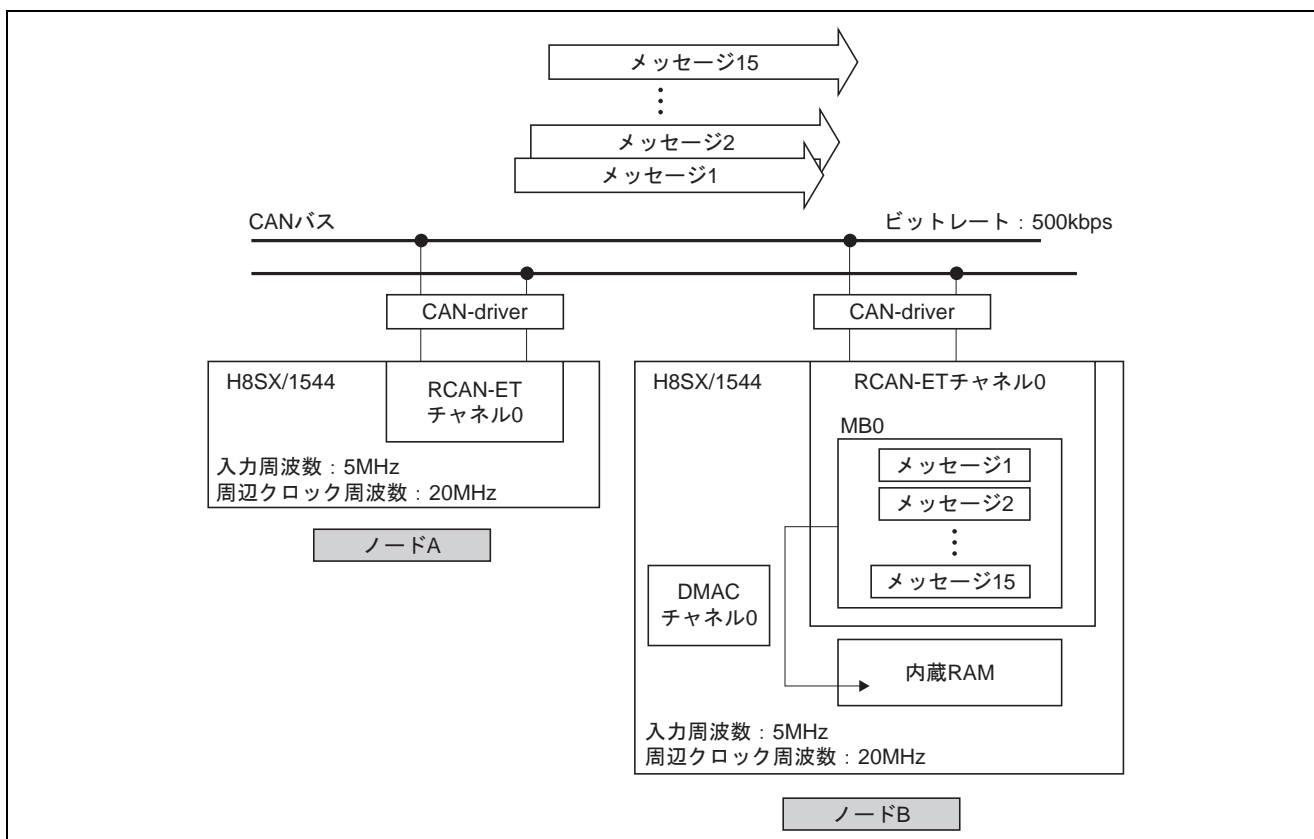 メッセージ15
⋮
メッセージ2
メッセージ1
CANバス
ビットレート：500kbps
CAN-driver
CAN-driver
H8SX/1544
RCAN-ET
チャネル0
入力周波数：5MHz
周辺クロック周波数：20MHz
ノードA
H8SX/1544
RCAN-ETチャネル0
MB0
メッセージ1
メッセージ2
⋮
メッセージ15
DMAC
チャネル0
内蔵RAM
入力周波数：5MHz
周辺クロック周波数：20MHz
ノードB